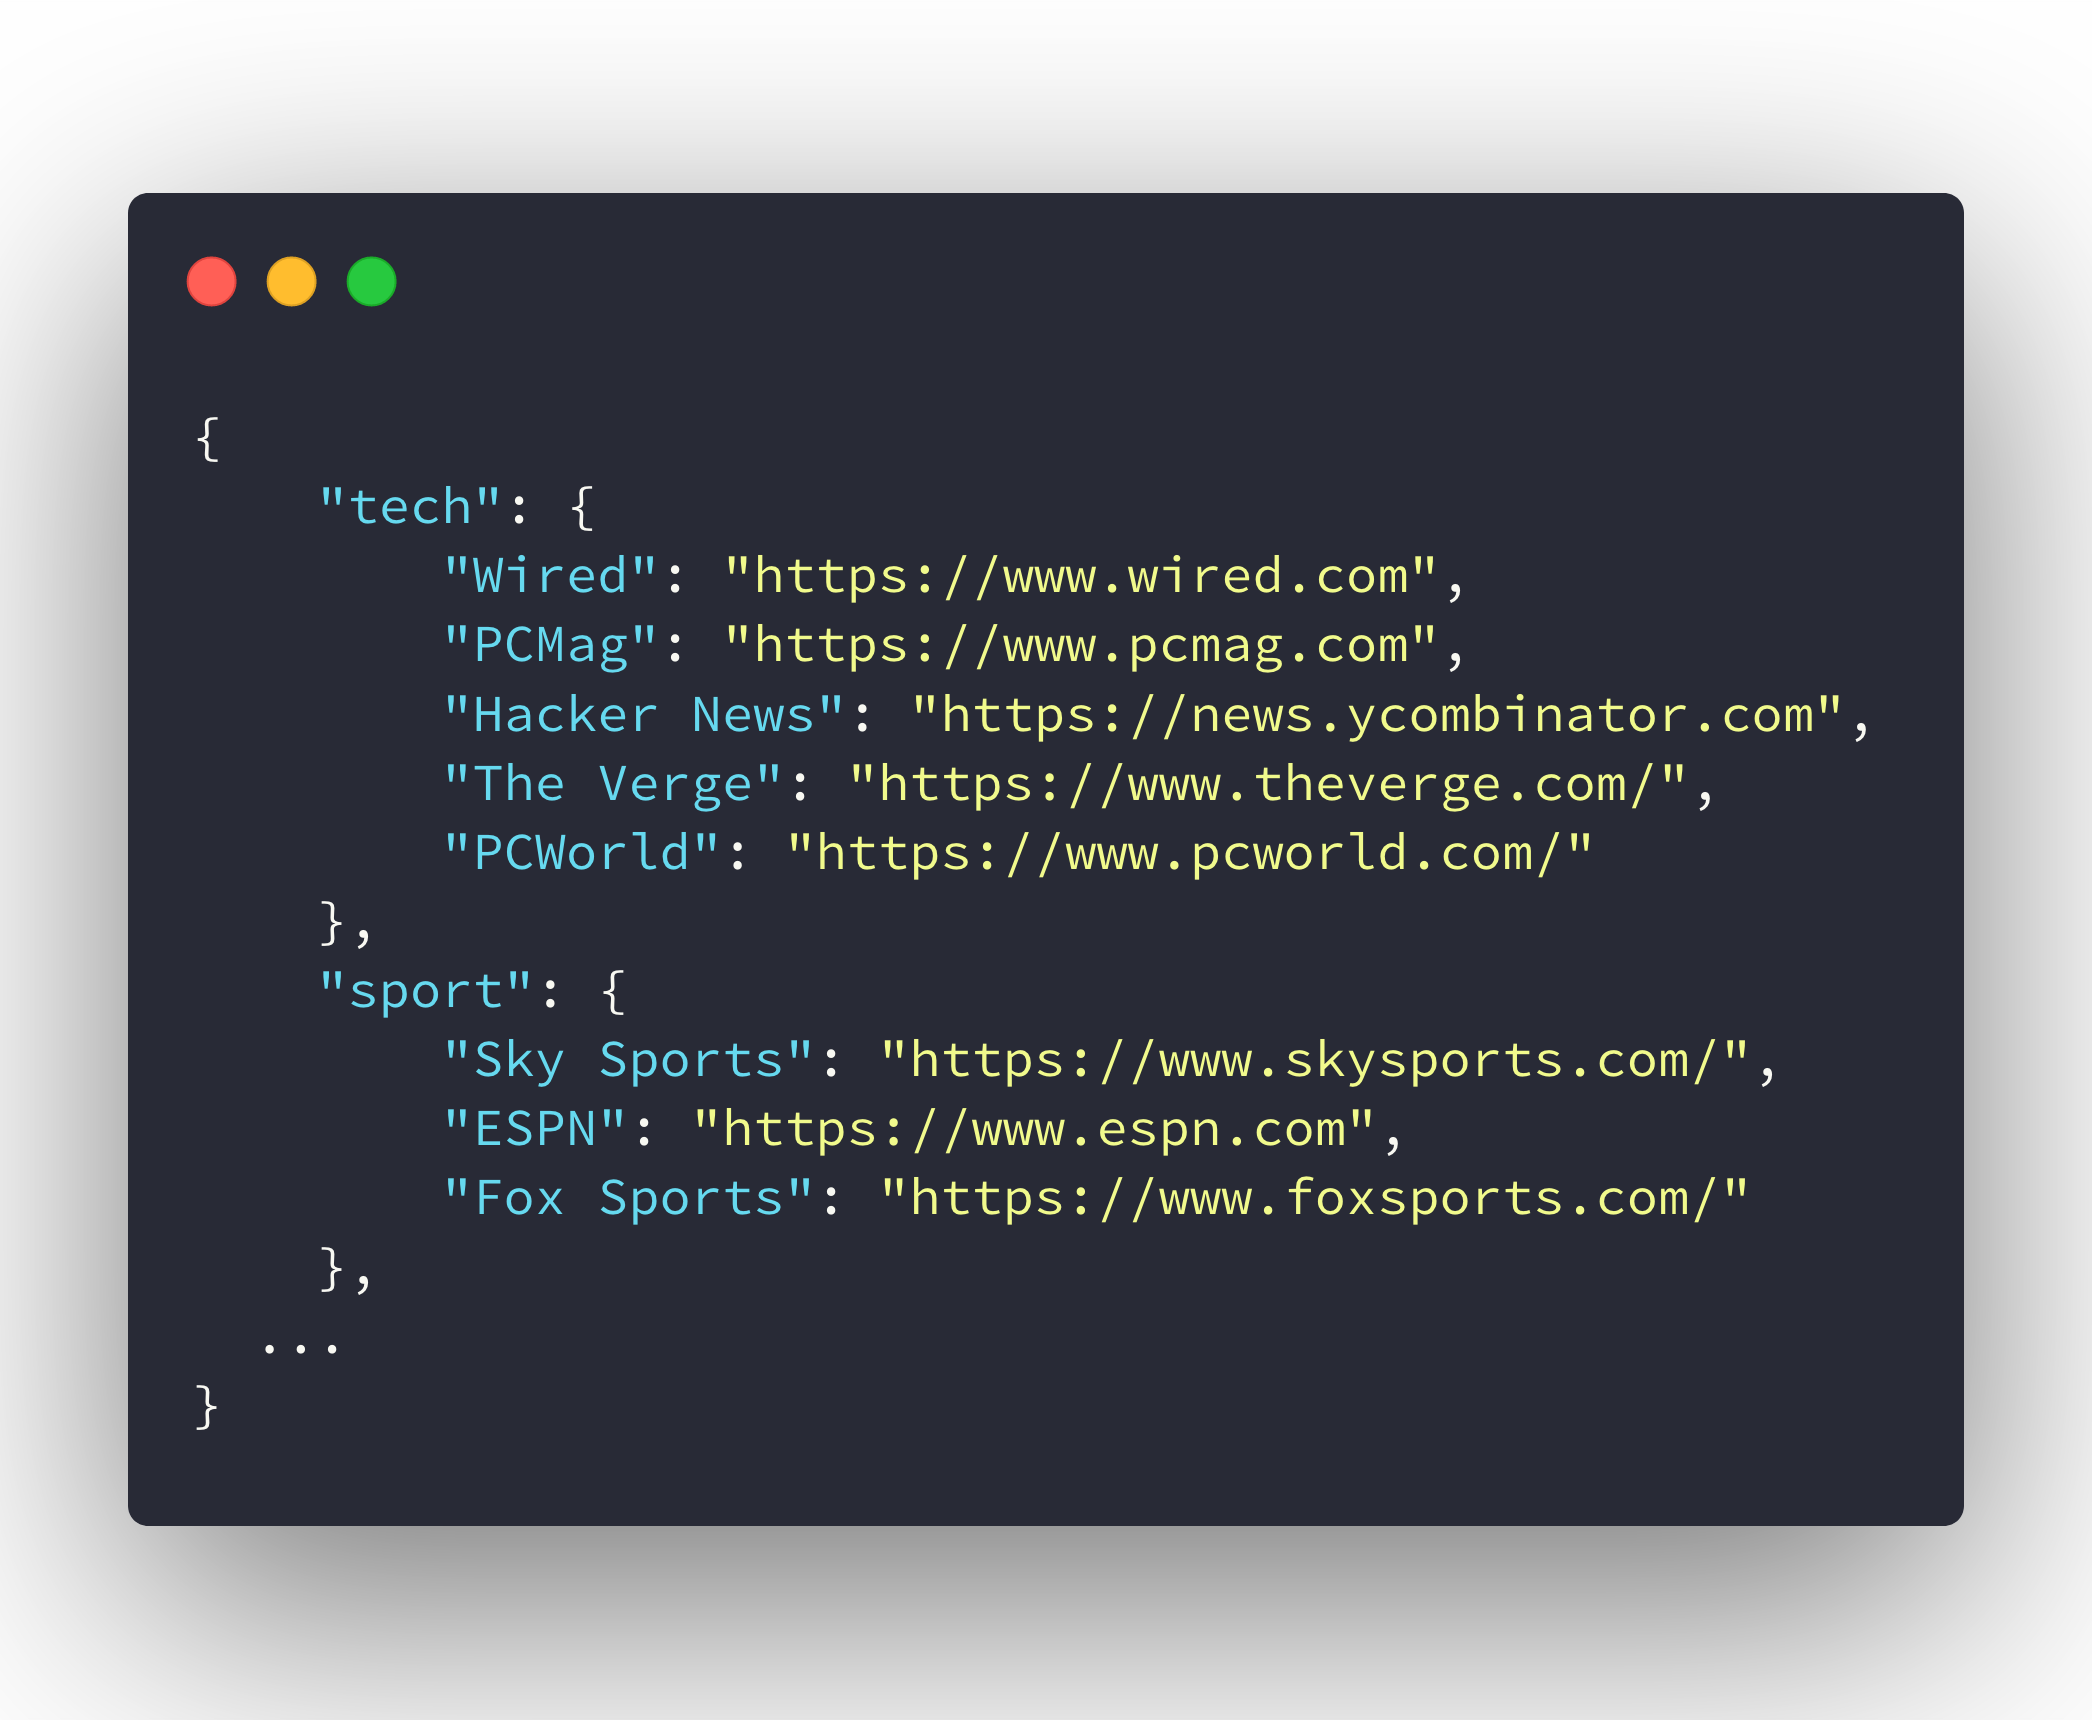 {
    "tech": {
        "Wired": "https://www.wired.com",
        "PCMag": "https://www.pcmag.com",
        "Hacker News": "https://news.ycombinator.com",
        "The Verge": "https://www.theverge.com/",
        "PCWorld": "https://www.pcworld.com/"
    },
    "sport": {
        "Sky Sports": "https://www.skysports.com/",
        "ESPN": "https://www.espn.com",
        "Fox Sports": "https://www.foxsports.com/"
    },
  ...
}